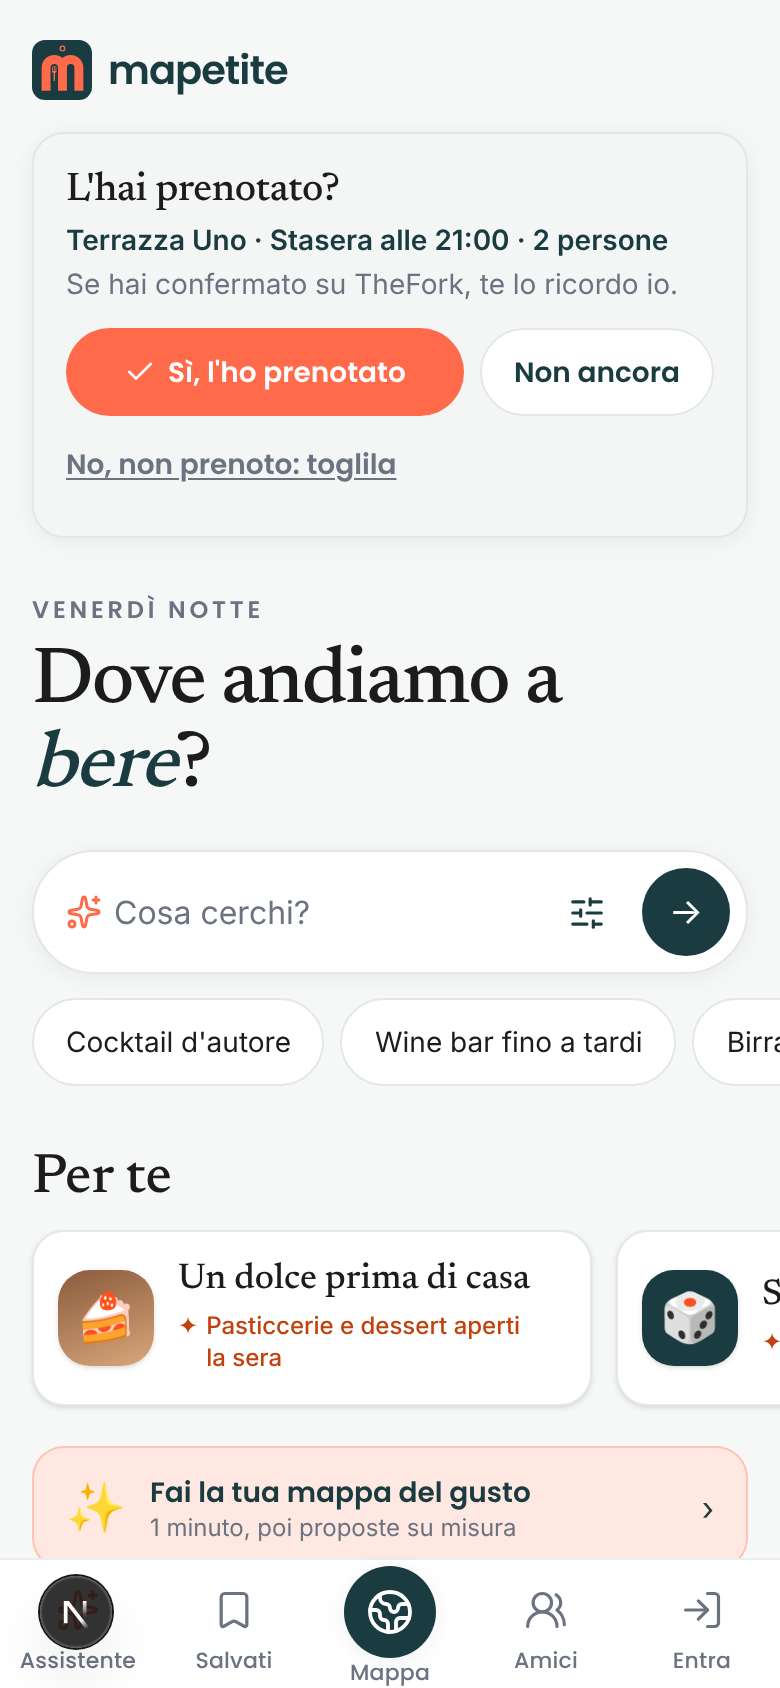 mapetite
L'hai prenotato?
Terrazza Uno · Stasera alle 21:00 · 2 persone
Se hai confermato su TheFork, te lo ricordo io.
Sì, l'ho prenotato
Non ancora
No, non prenoto: toglila
VENERDÌ NOTTE
Dove andiamo a
bere?
Cosa cerchi?
Cocktail d'autore
Wine bar fino a tardi
Birra
Per te
Un dolce prima di casa
Pasticcerie e dessert aperti
la sera
S
Fai la tua mappa del gusto
1 minuto, poi proposte su misura
N
Assistente
Salvati
Mappa
Amici
Entra